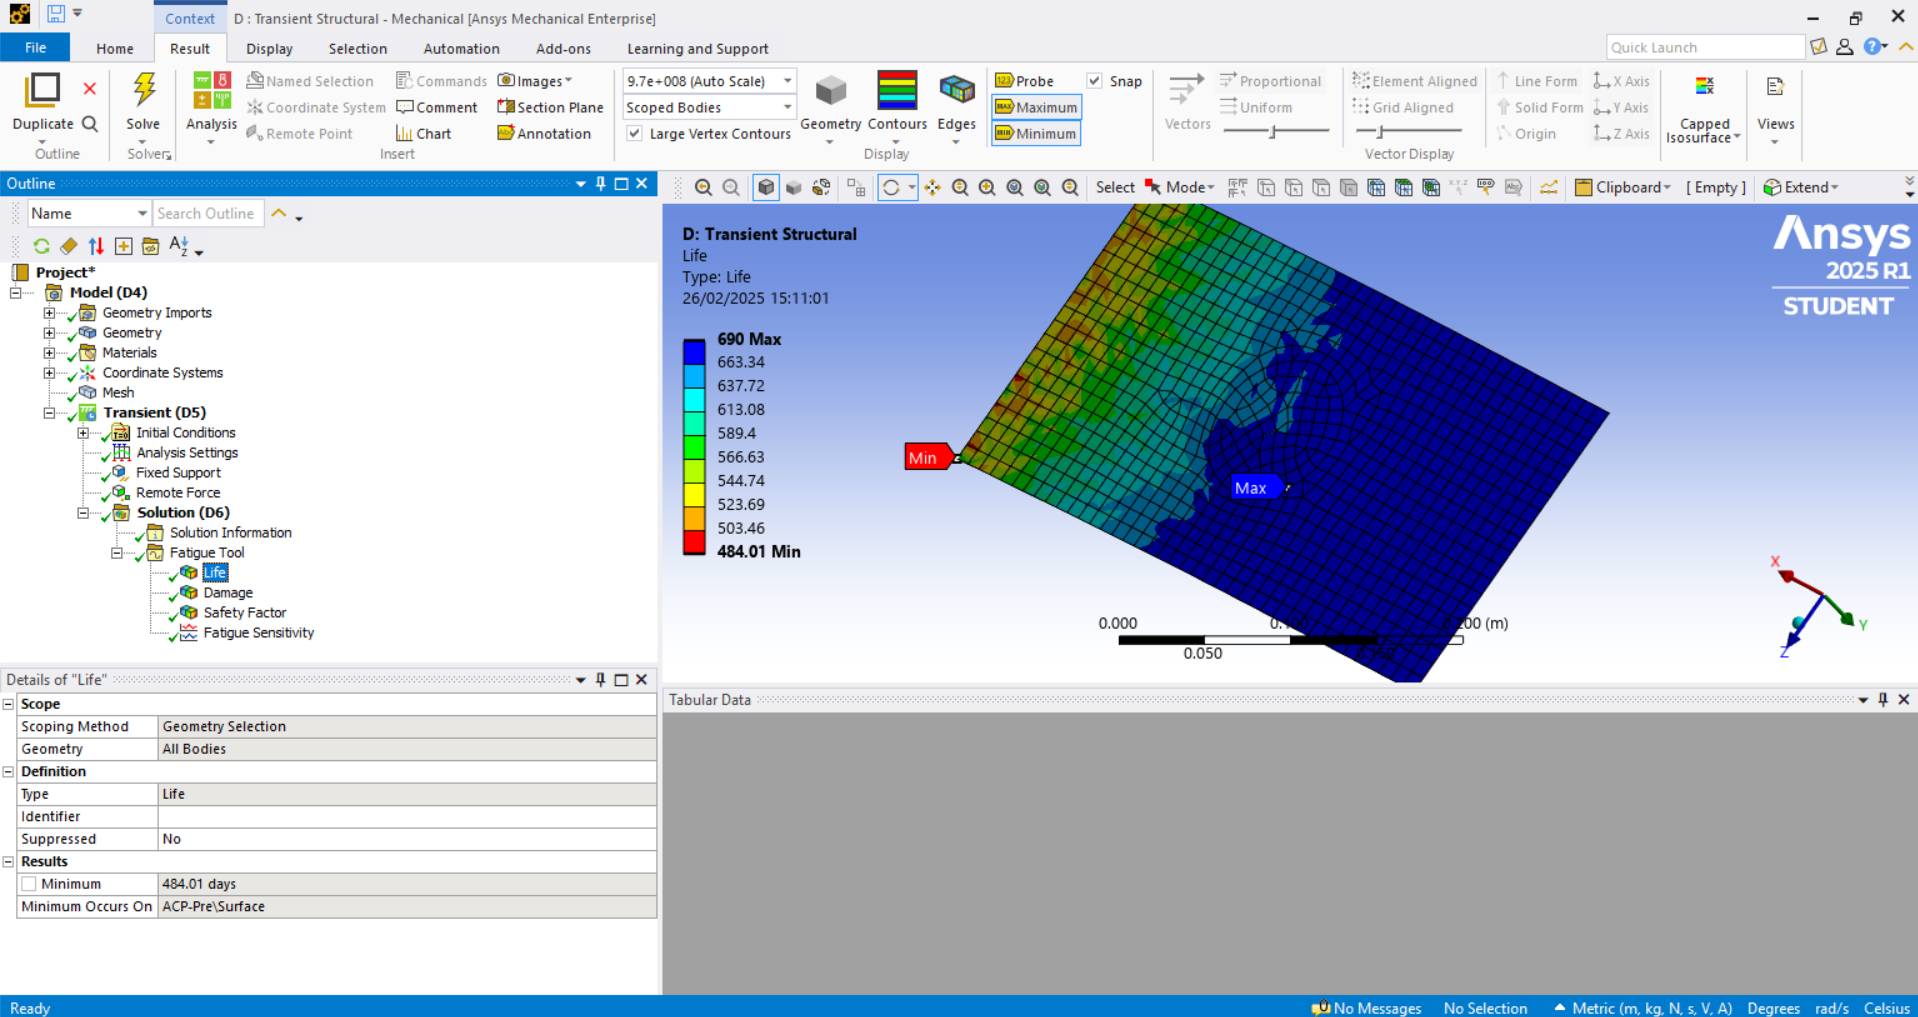 Context
D : Transient Structural - Mechanical [Ansys Mechanical Enterprise]
File
Home
Result
Display
Selection
Automation
Add-ons
Learning and Support
Quick Launch
Duplicate
Outline
Solve
Solver
Analysis
Named Selection
Coordinate System
Remote Point
Commands
Comment
Chart
Images
Section Plane
Annotation
Insert
9.7e+008 (Auto Scale)
Scoped Bodies
Large Vertex Contours
Geometry
Contours
Edges
Display
Probe
Maximum
Minimum
Snap
Vectors
Proportional
Uniform
Element Aligned
Grid Aligned
Line Form
Solid Form
Origin
X Axis
Y Axis
Z Axis
Vector Display
Capped
Isosurface
Views
Outline
Name
Search Outline
Project*
Model (D4)
Geometry Imports
Geometry
Materials
Coordinate Systems
Mesh
Transient (D5)
Initial Conditions
Analysis Settings
Fixed Support
Remote Force
Solution (D6)
Solution Information
Fatigue Tool
Life
Damage
Safety Factor
Fatigue Sensitivity
Details of "Life"
Scope
Scoping Method Geometry Selection
Geometry All Bodies
Definition
Type Life
Identifier
Suppressed No
Results
Minimum 484.01 days
Minimum Occurs On ACP-Pre\Surface
Select
Mode
Clipboard
[ Empty ]
Extend
D: Transient Structural
Life
Type: Life
26/02/2025 15:11:01
690 Max
663.34
637.72
613.08
589.4
566.63
544.74
523.69
503.46
484.01 Min
Min
Max
Ansys
2025 R1
STUDENT
0.000
0.200 (m)
0.050
X
Y
Z
Tabular Data
Ready
No Messages
No Selection
Metric (m, kg, N, s, V, A)
Degrees
rad/s
Celsius